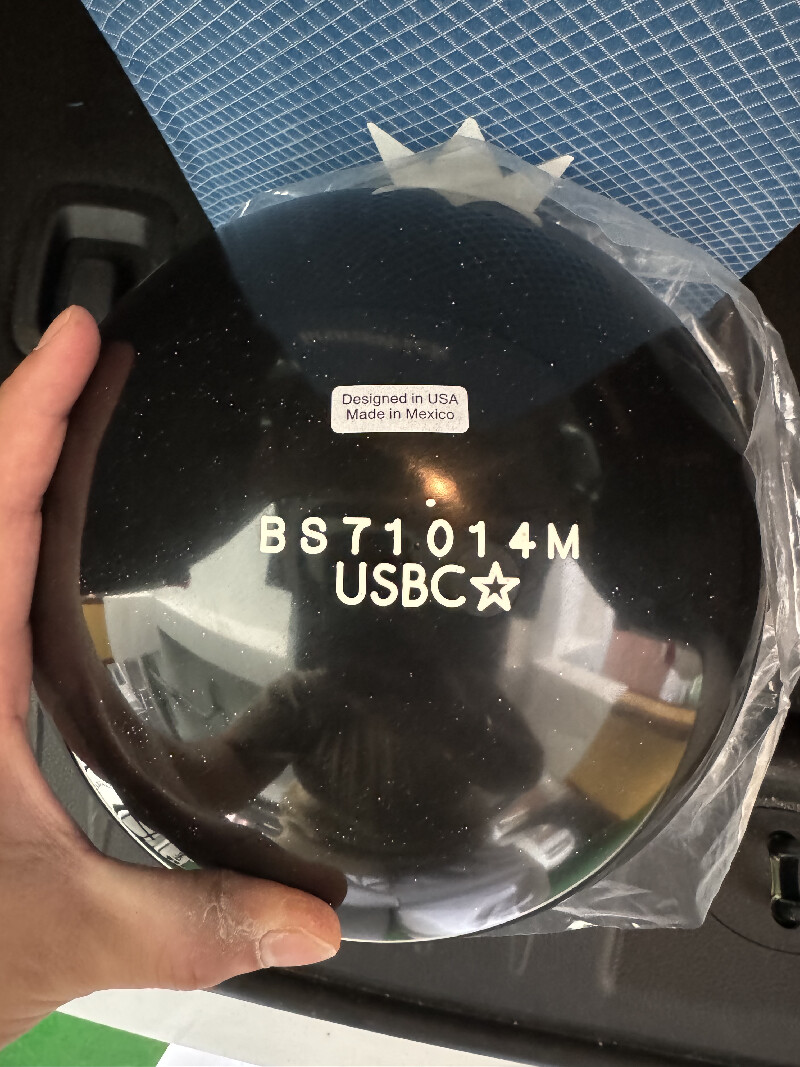 Designed in USA
Made in Mexico
BS71014M
USBC☆